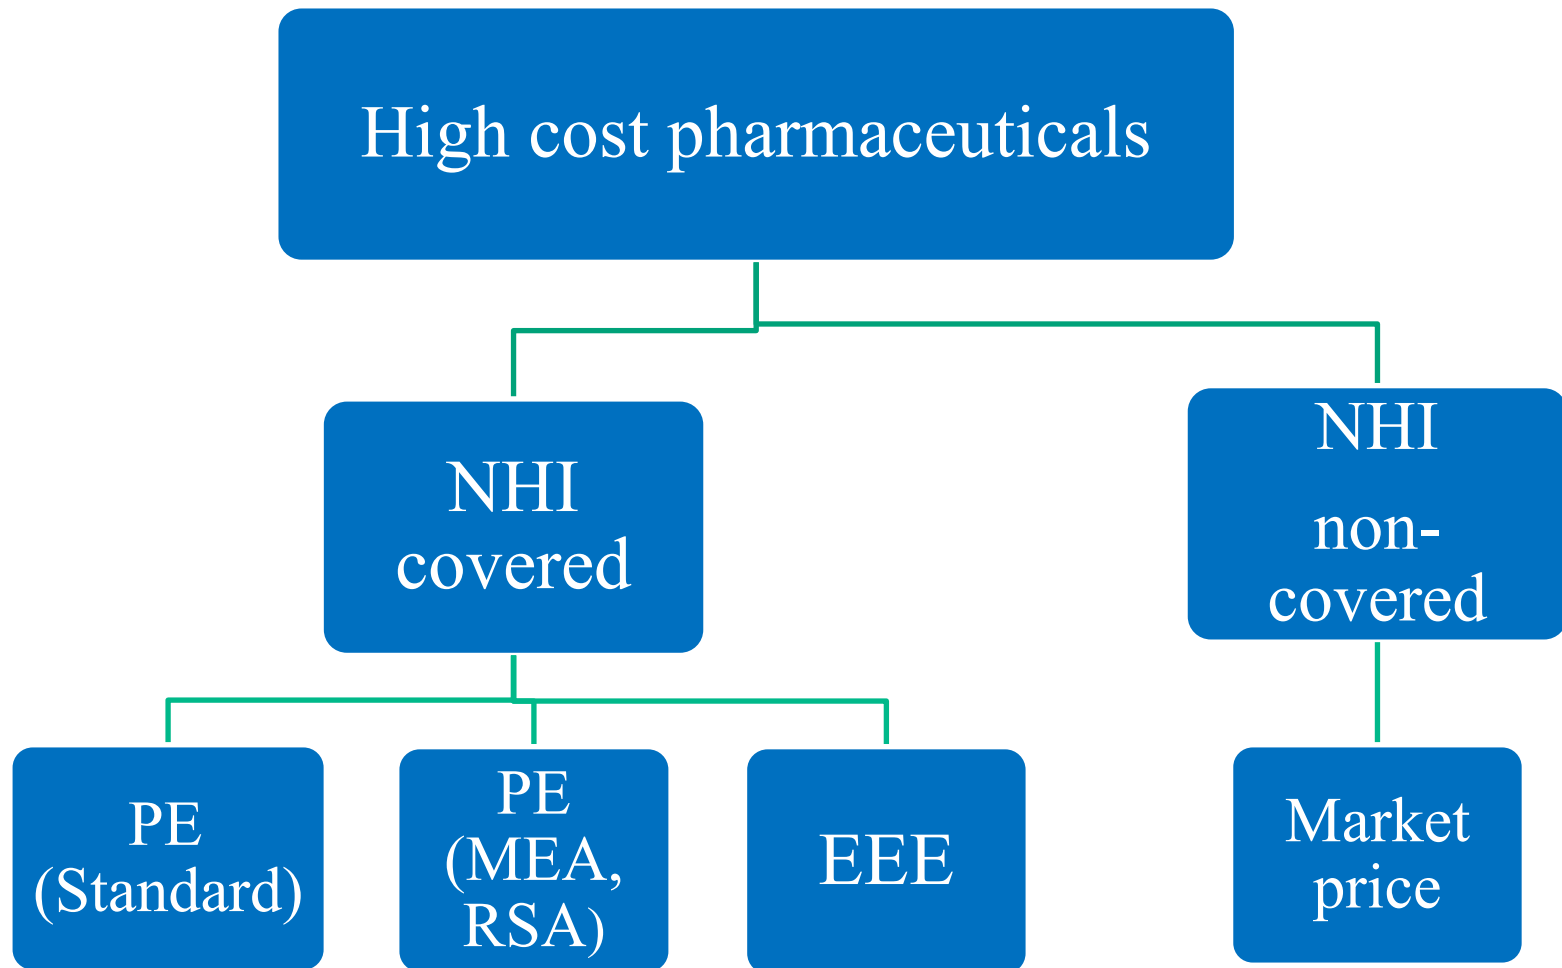 High cost pharmaceuticals
NHI
covered
NHI
non-
covered
PE
(Standard)
PE
(MEA,
RSA)
EEE
Market
price